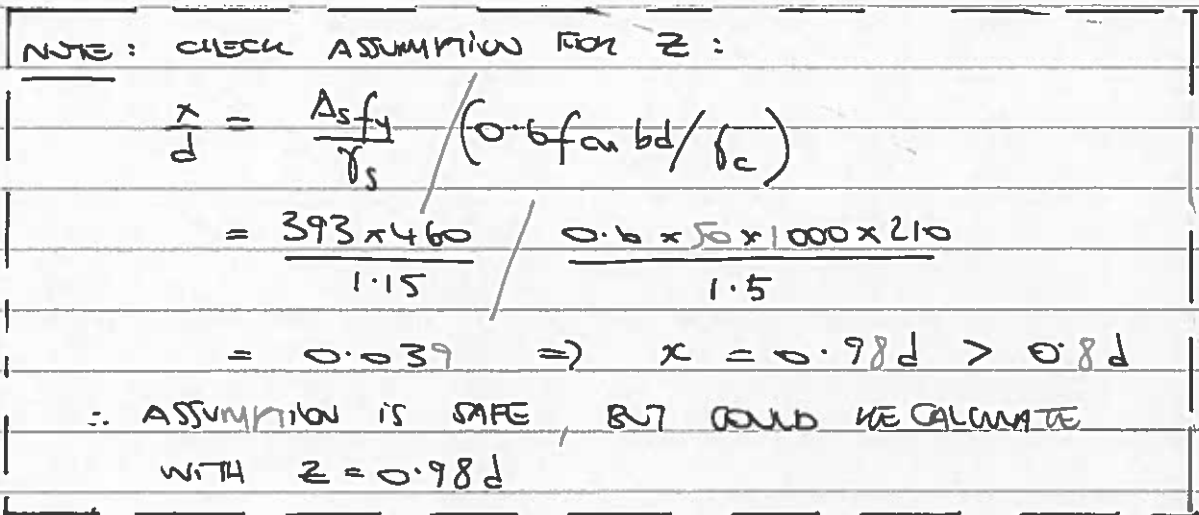 NOTE: CHECK ASSUMPTION FOR Z:
x/d = Asfy/γs / (0.6fcu bd/γc)
= 393×460/1.15 / 0.6×50×1000×210/1.5
= 0.039 => x = 0.98d > 0.8d
∴ ASSUMPTION IS SAFE, BUT COULD RECALCULATE
WITH Z = 0.98d